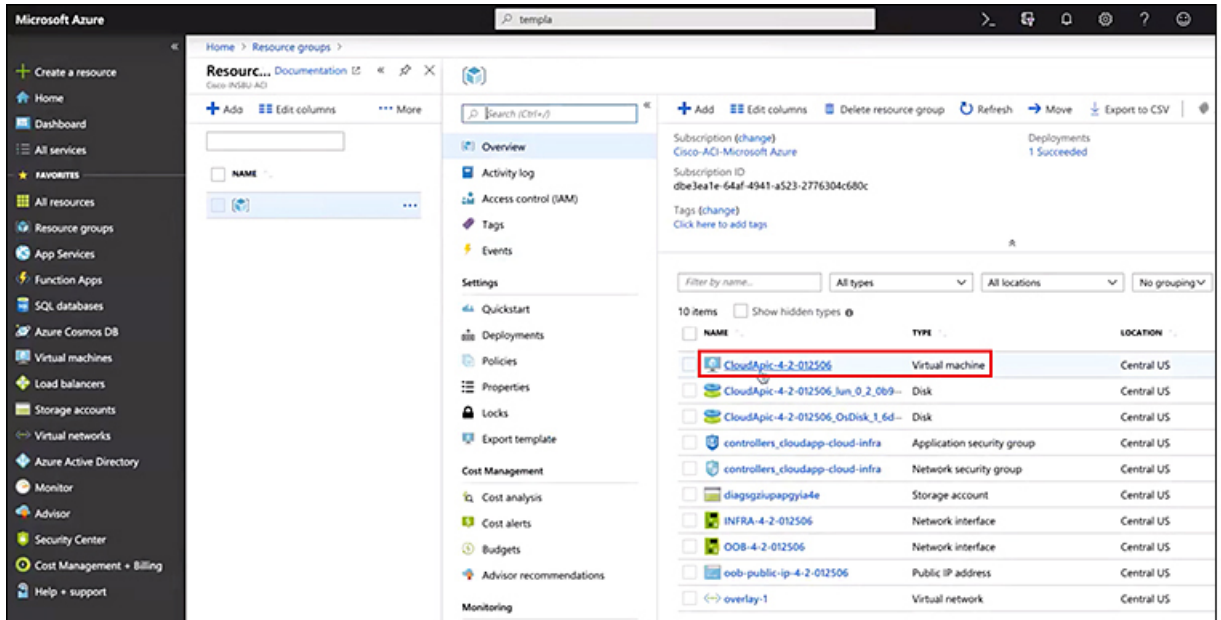 Microsoft Azure
templa
Create a resource
Home
Dashboard
All services
FAVORITES
All resources
Resource groups
App Services
Function Apps
SQL databases
Azure Cosmos DB
Virtual machines
Load balancers
Storage accounts
Virtual networks
Azure Active Directory
Monitor
Advisor
Security Center
Cost Management + Billing
Help + support
Home > Resource groups >
Resourc... Documentation
Cisco-INSBU-ACI
Add Edit columns ··· More
NAME
Search (Ctrl+/)
Overview
Activity log
Access control (IAM)
Tags
Events
Settings
Quickstart
Deployments
Policies
Properties
Locks
Export template
Cost Management
Cost analysis
Cost alerts
Budgets
Advisor recommendations
Monitoring
Add Edit columns Delete resource group Refresh Move Export to CSV
Subscription (change) Deployments
Cisco-ACI-Microsoft Azure 1 Succeeded
Subscription ID
dbe3ea1e-64af-4941-a523-2776304c680c
Tags (change)
Click here to add tags
Filter by name... All types All locations No grouping
10 items Show hidden types
NAME TYPE LOCATION
CloudApic-4-2-012506 Virtual machine Central US
CloudApic-4-2-012506_lun_0_2_0b9-- Disk Central US
CloudApic-4-2-012506_OsDisk_1_6d-- Disk Central US
controllers_cloudapp-cloud-infra Application security group Central US
controllers_cloudapp-cloud-infra Network security group Central US
diagsgziupapgyia4e Storage account Central US
INFRA-4-2-012506 Network interface Central US
OOB-4-2-012506 Network interface Central US
oob-public-ip-4-2-012506 Public IP address Central US
overlay-1 Virtual network Central US